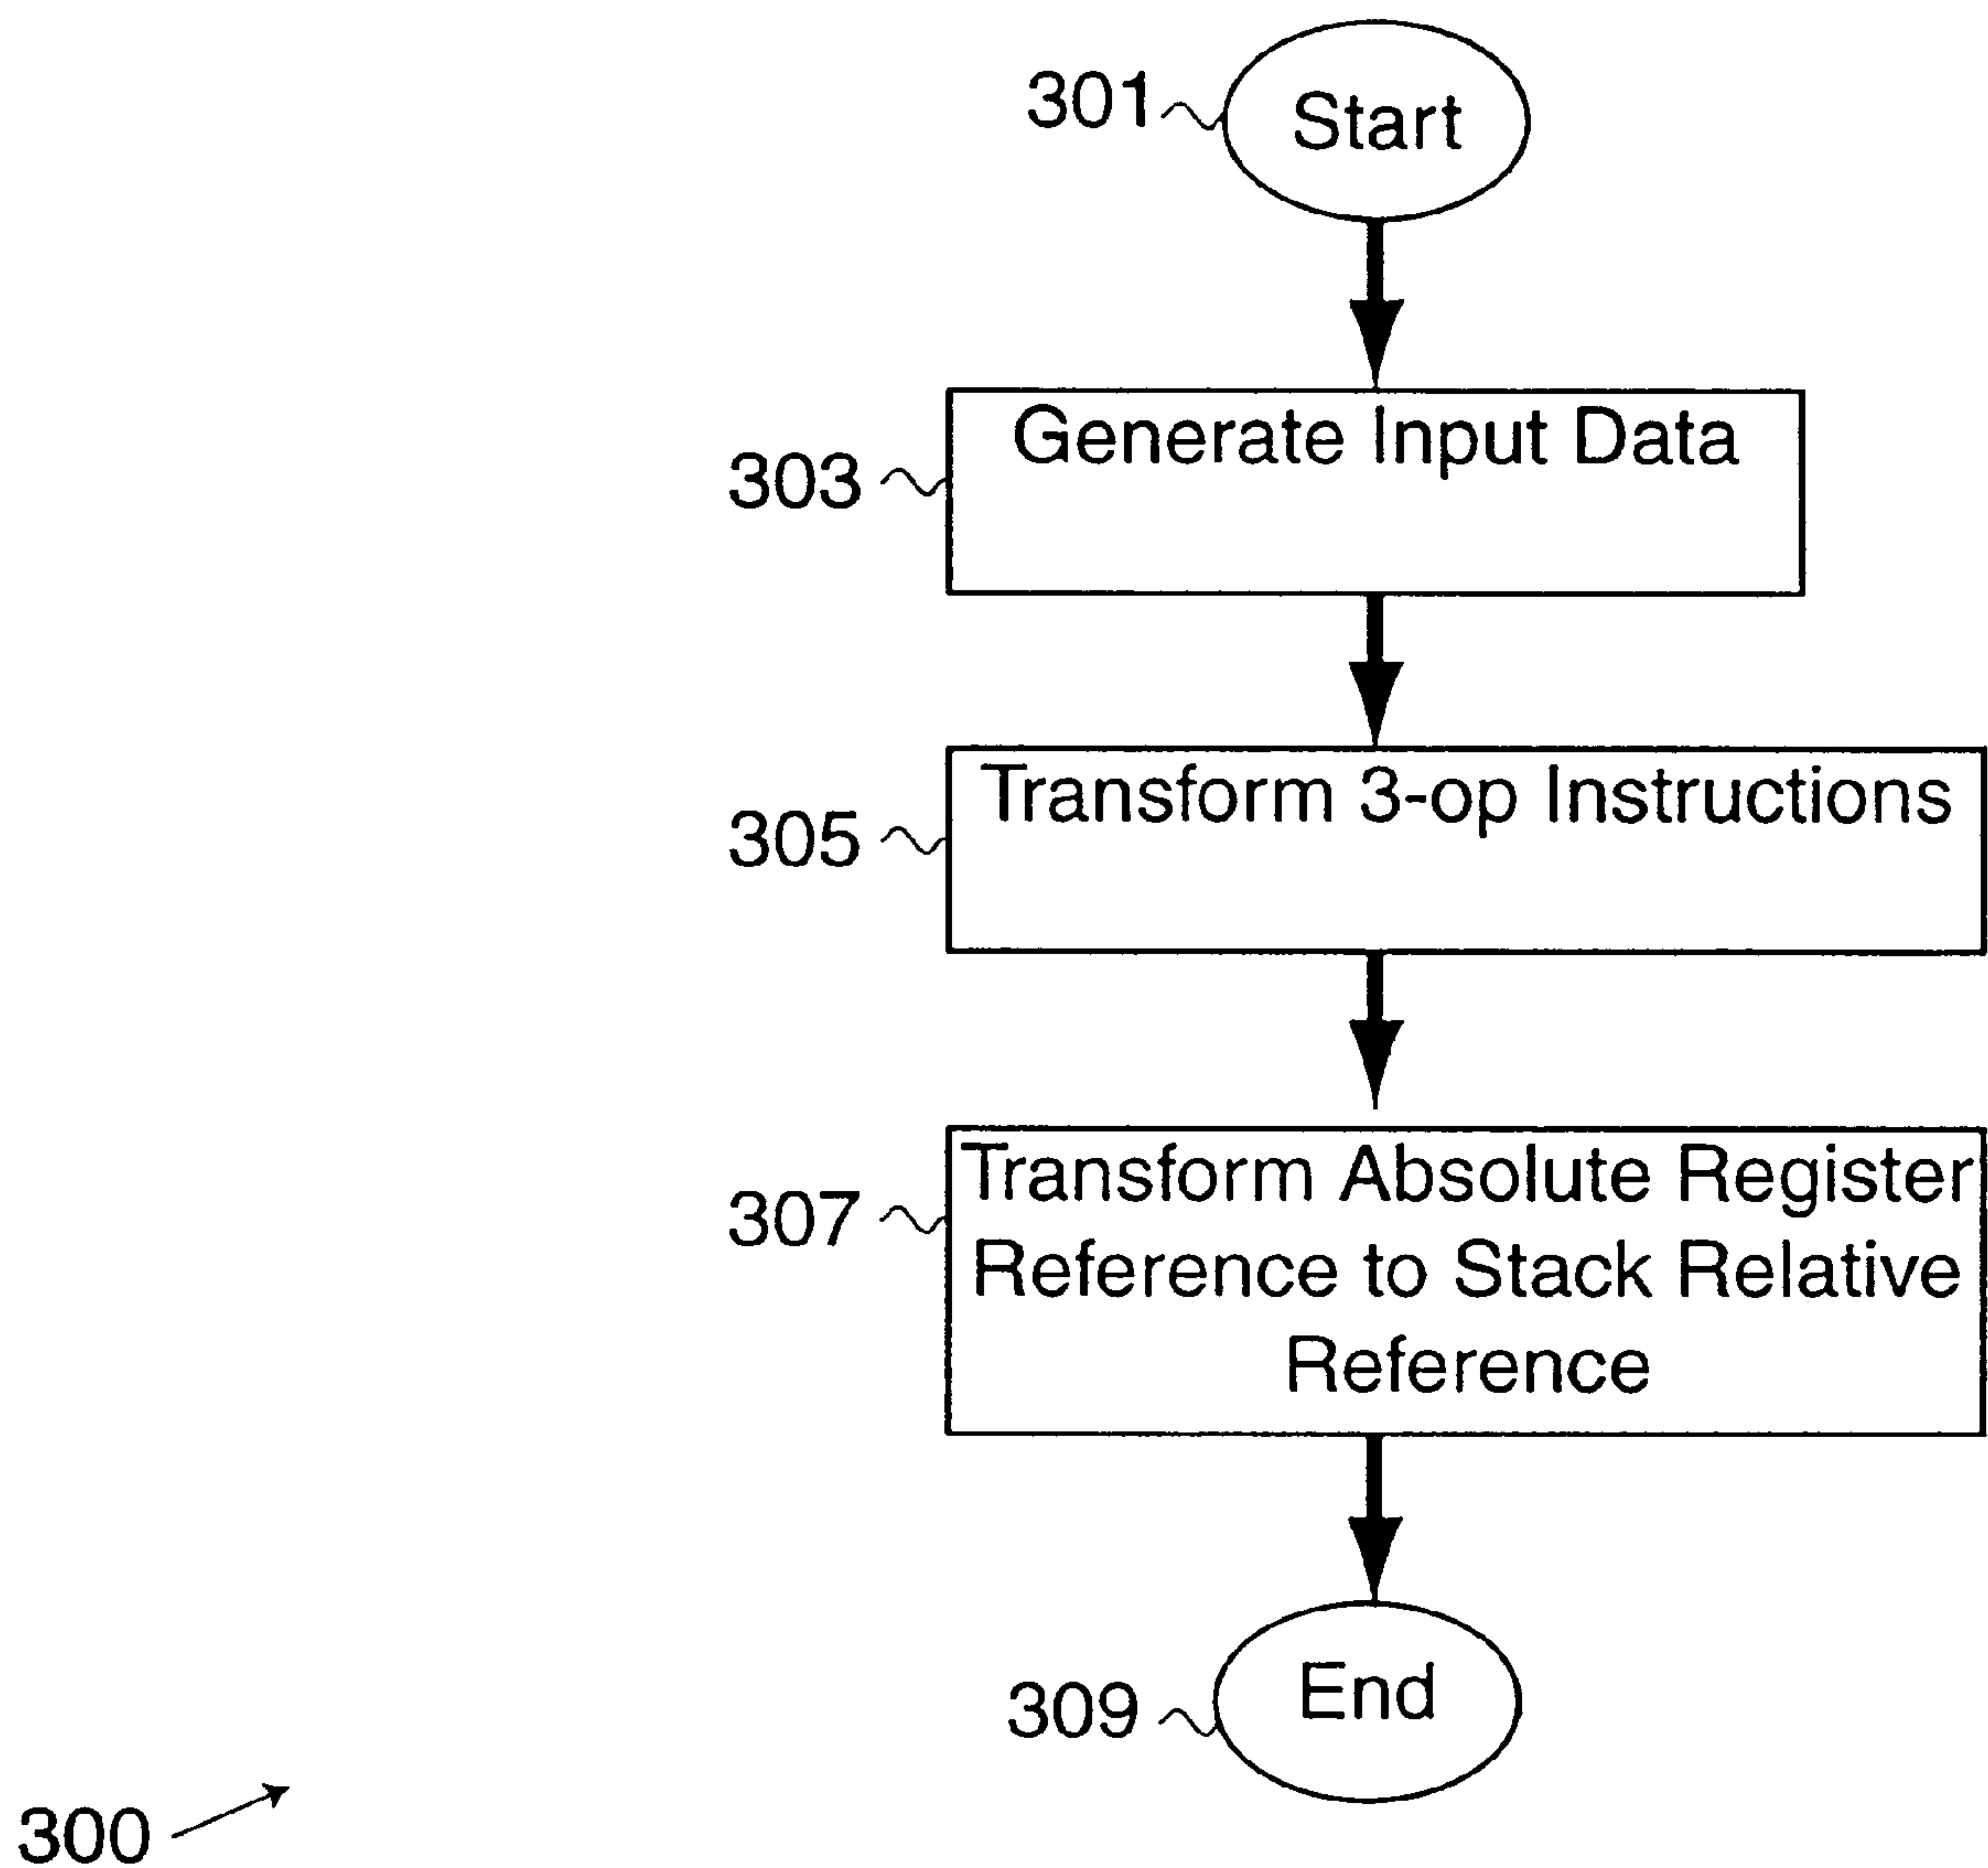 301
Start
Generate Input Data
303
Transform 3-op Instructions
305
Transform Absolute Register
307
Reference to Stack Relative
Reference
End
309
300